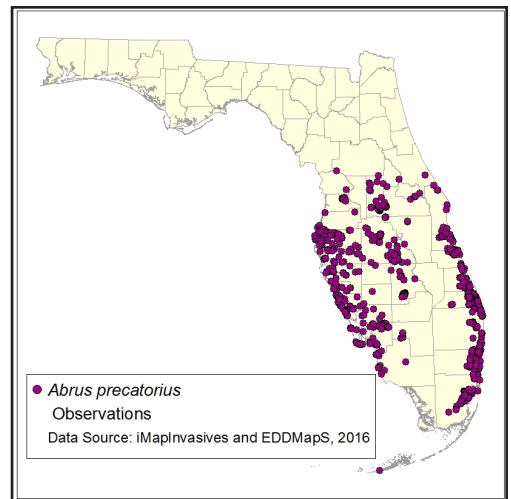 Abrus precatorius
Observations
Data Source: iMapInvasives and EDDMapS, 2016